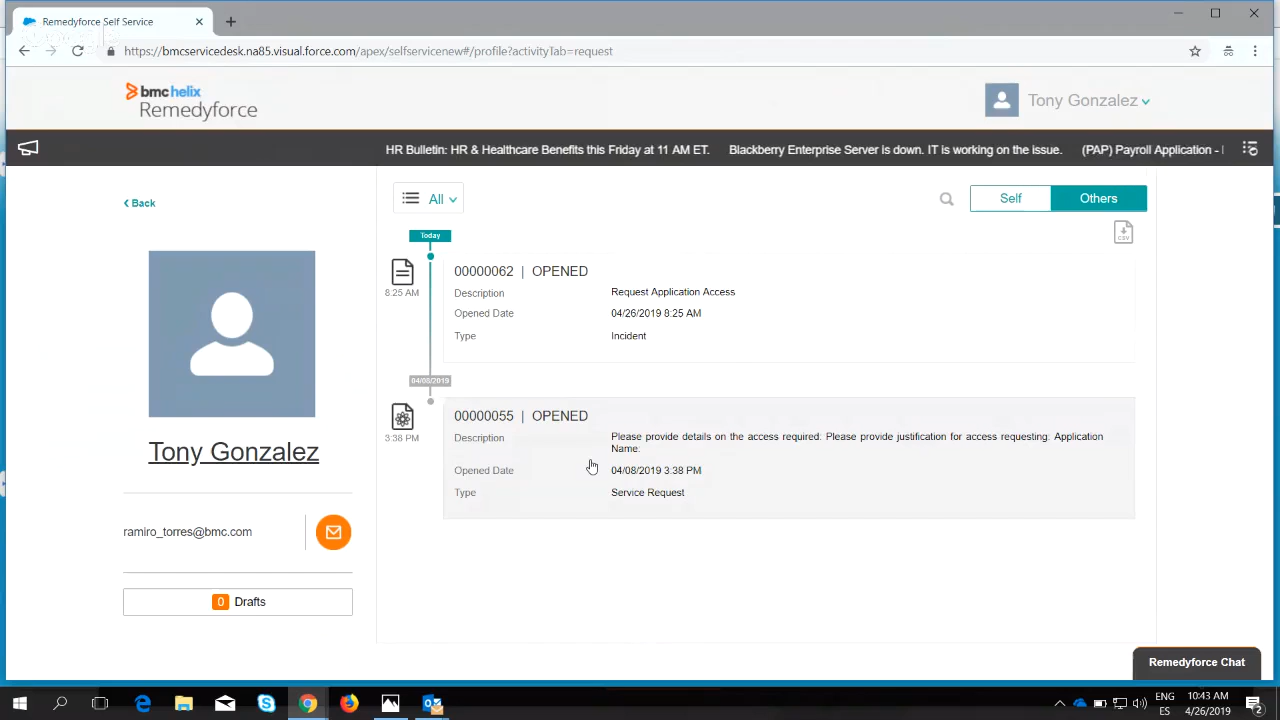 Remedyforce Self Service
https://bmcservicedesk.na85.visual.force.com/apex/selfservicenew#/profile?activityTab=request
bmc helix
Remedyforce
Tony Gonzalez
HR Bulletin: HR & Healthcare Benefits this Friday at 11 AM ET. Blackberry Enterprise Server is down. IT is working on the issue. (PAP) Payroll Application -
Back
All
Self
Others
CSV
Today
00000062 | OPENED
8:25 AM
Description Request Application Access
Opened Date 04/26/2019 8:25 AM
Type Incident
04/08/2019
00000055 | OPENED
3:38 PM
Description Please provide details on the access required: Please provide justification for access requesting: Application
Name:
Opened Date 04/08/2019 3:38 PM
Type Service Request
Tony Gonzalez
ramiro_torres@bmc.com
0 Drafts
Remedyforce Chat
ENG
ES
10:43 AM
4/26/2019
2